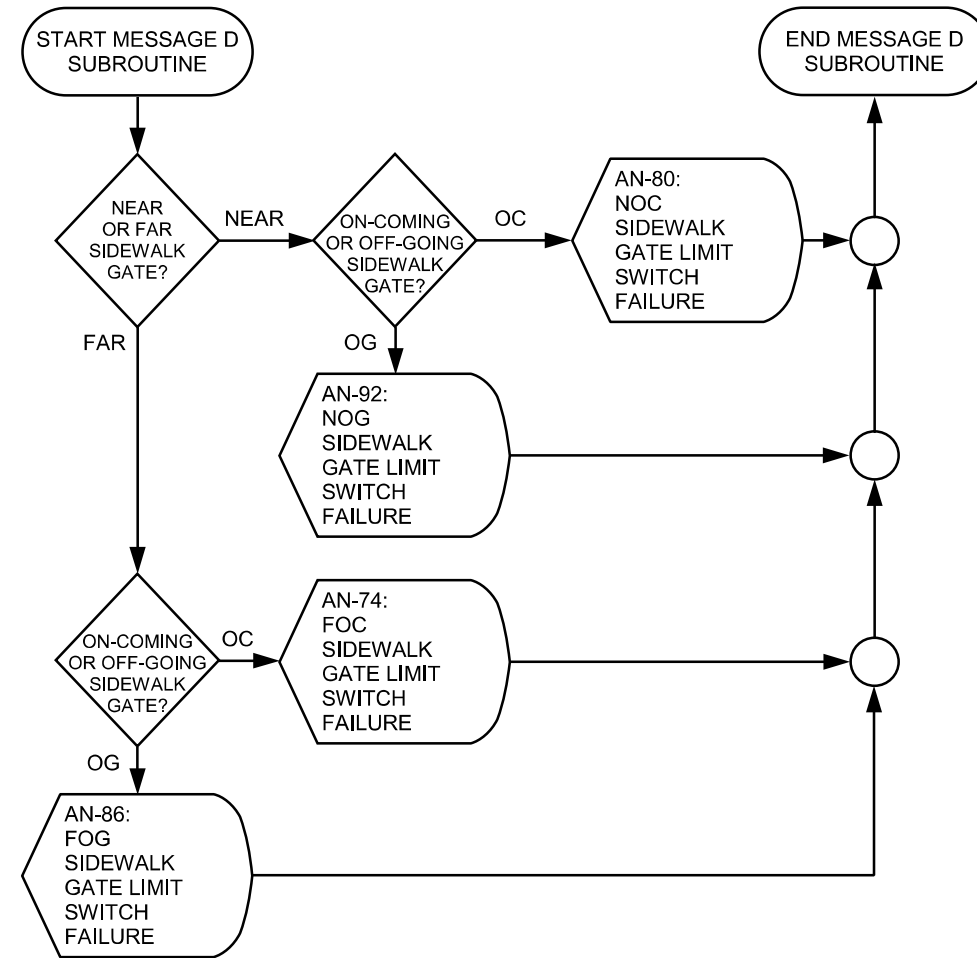 START MESSAGE D
SUBROUTINE
END MESSAGE D
SUBROUTINE
NEAR
OR FAR
SIDEWALK
GATE?
NEAR
ON-COMING
OR OFF-GOING
SIDEWALK
GATE?
OC
AN-80:
NOC
SIDEWALK
GATE LIMIT
SWITCH
FAILURE
FAR
OG
AN-92:
NOG
SIDEWALK
GATE LIMIT
SWITCH
FAILURE
ON-COMING
OR OFF-GOING
SIDEWALK
GATE?
OC
AN-74:
FOC
SIDEWALK
GATE LIMIT
SWITCH
FAILURE
OG
AN-86:
FOG
SIDEWALK
GATE LIMIT
SWITCH
FAILURE